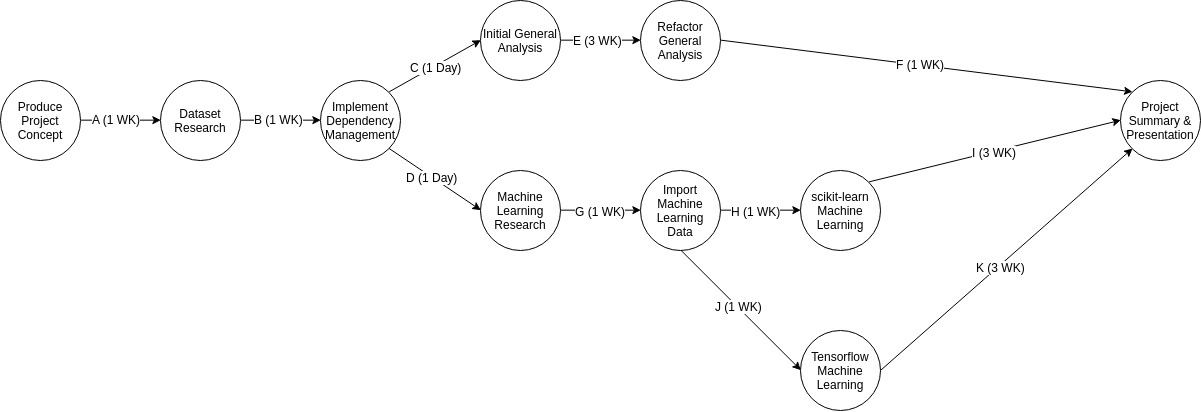 Produce
Project
Concept
A (1 WK)
Dataset
Research
B (1 WK)
Implement
Dependency
Management
C (1 Day)
Initial General
Analysis
E (3 WK)
Refactor
General
Analysis
F (1 WK)
D (1 Day)
Machine
Learning
Research
G (1 WK)
Import
Machine
Learning
Data
H (1 WK)
scikit-learn
Machine
Learning
I (3 WK)
J (1 WK)
Tensorflow
Machine
Learning
K (3 WK)
Project
Summary &
Presentation